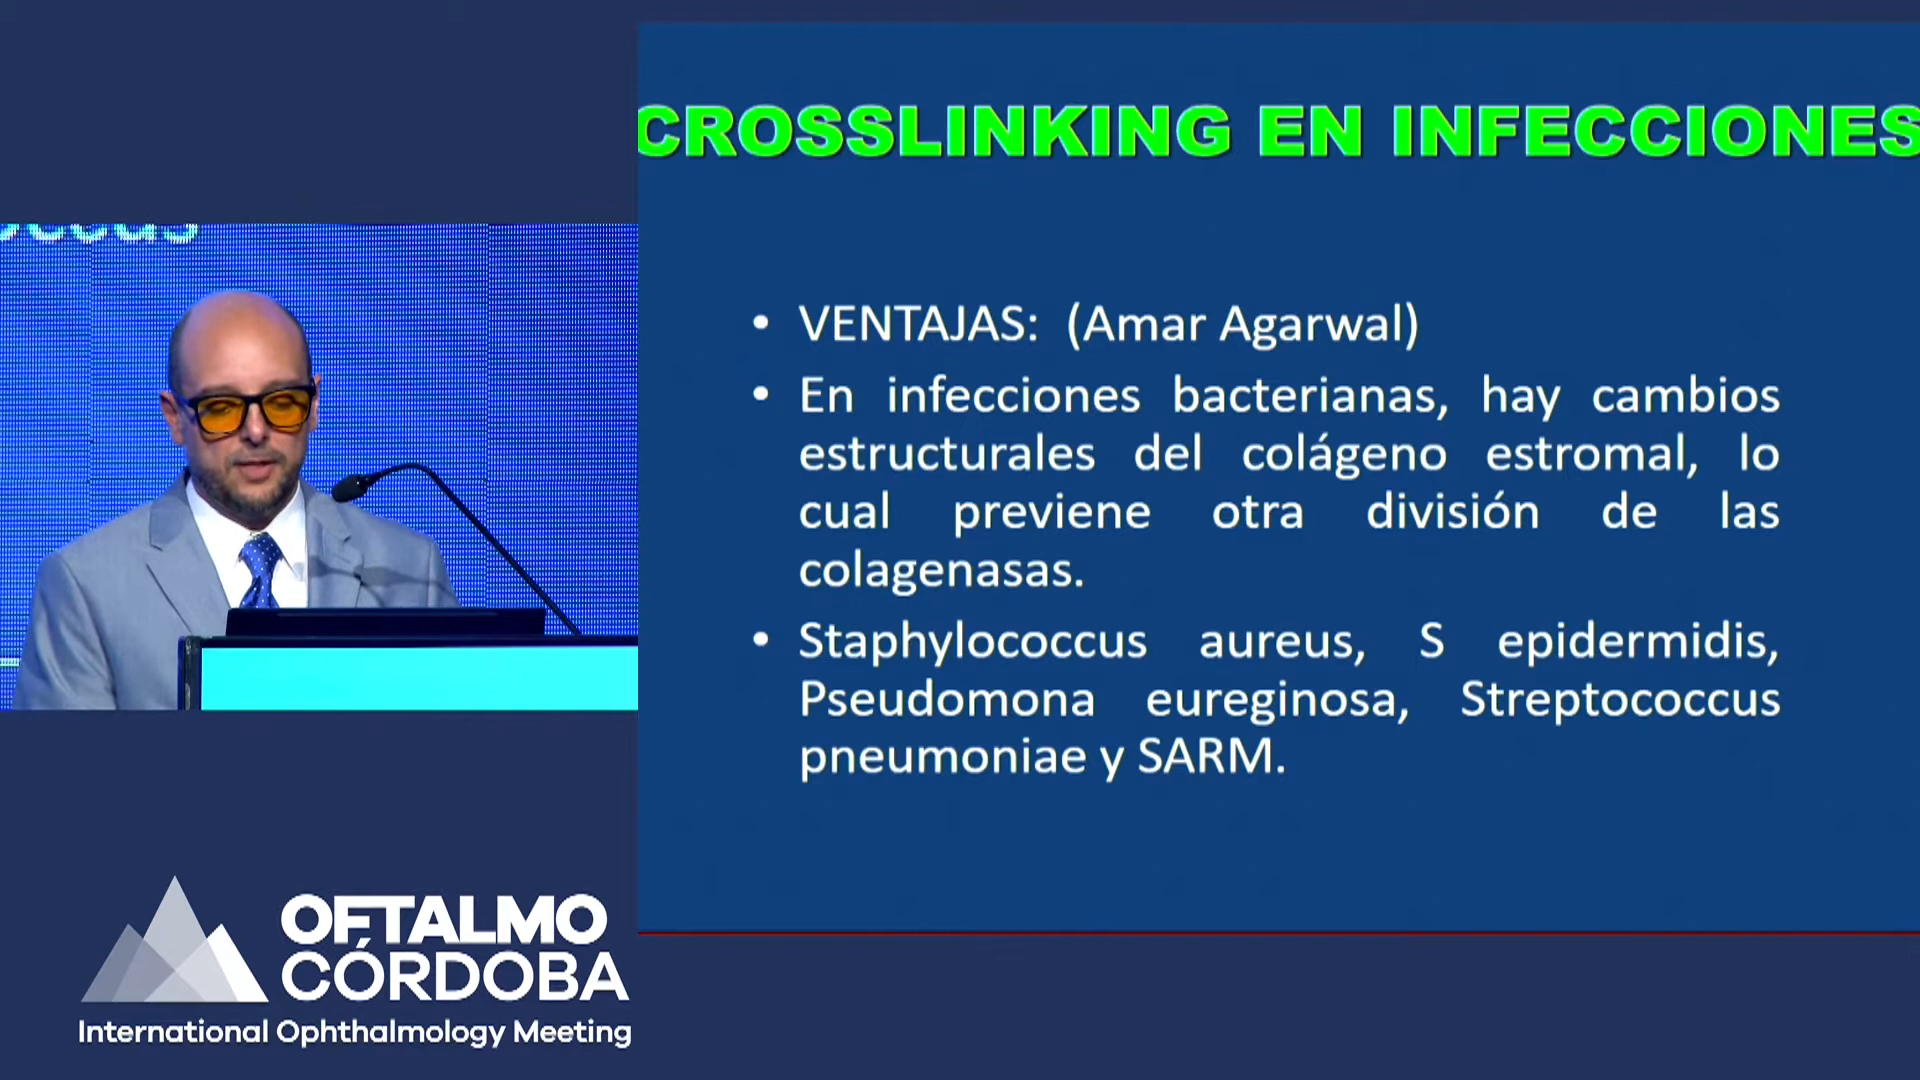 CROSSLINKING EN INFECCIONES
• VENTAJAS: (Amar Agarwal)
• En infecciones bacterianas, hay cambios
estructurales del colágeno estromal, lo
cual previene otra división de las
colagenasas.
• Staphylococcus aureus, S epidermidis,
Pseudomona eureginosa, Streptococcus
pneumoniae y SARM.
OFTALMO
CÓRDOBA
International Ophthalmology Meeting